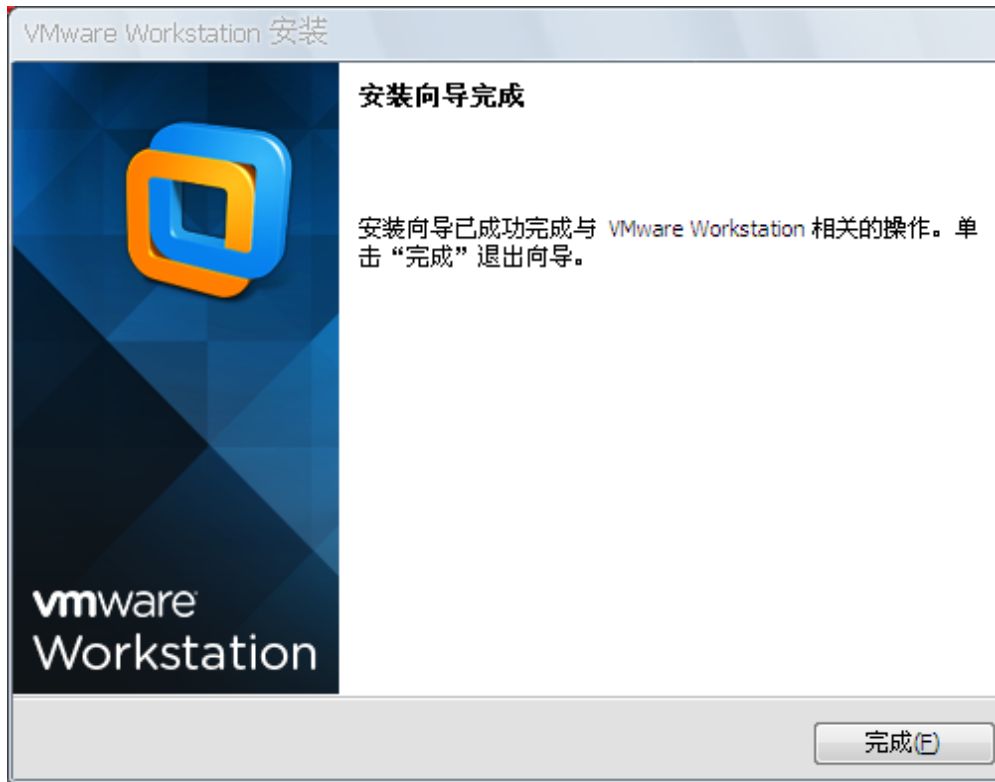 VMware Workstation 安装
安装向导完成
安装向导已成功完成与 VMware Workstation 相关的操作。单
击“完成”退出向导。
vmware
Workstation
完成(F)